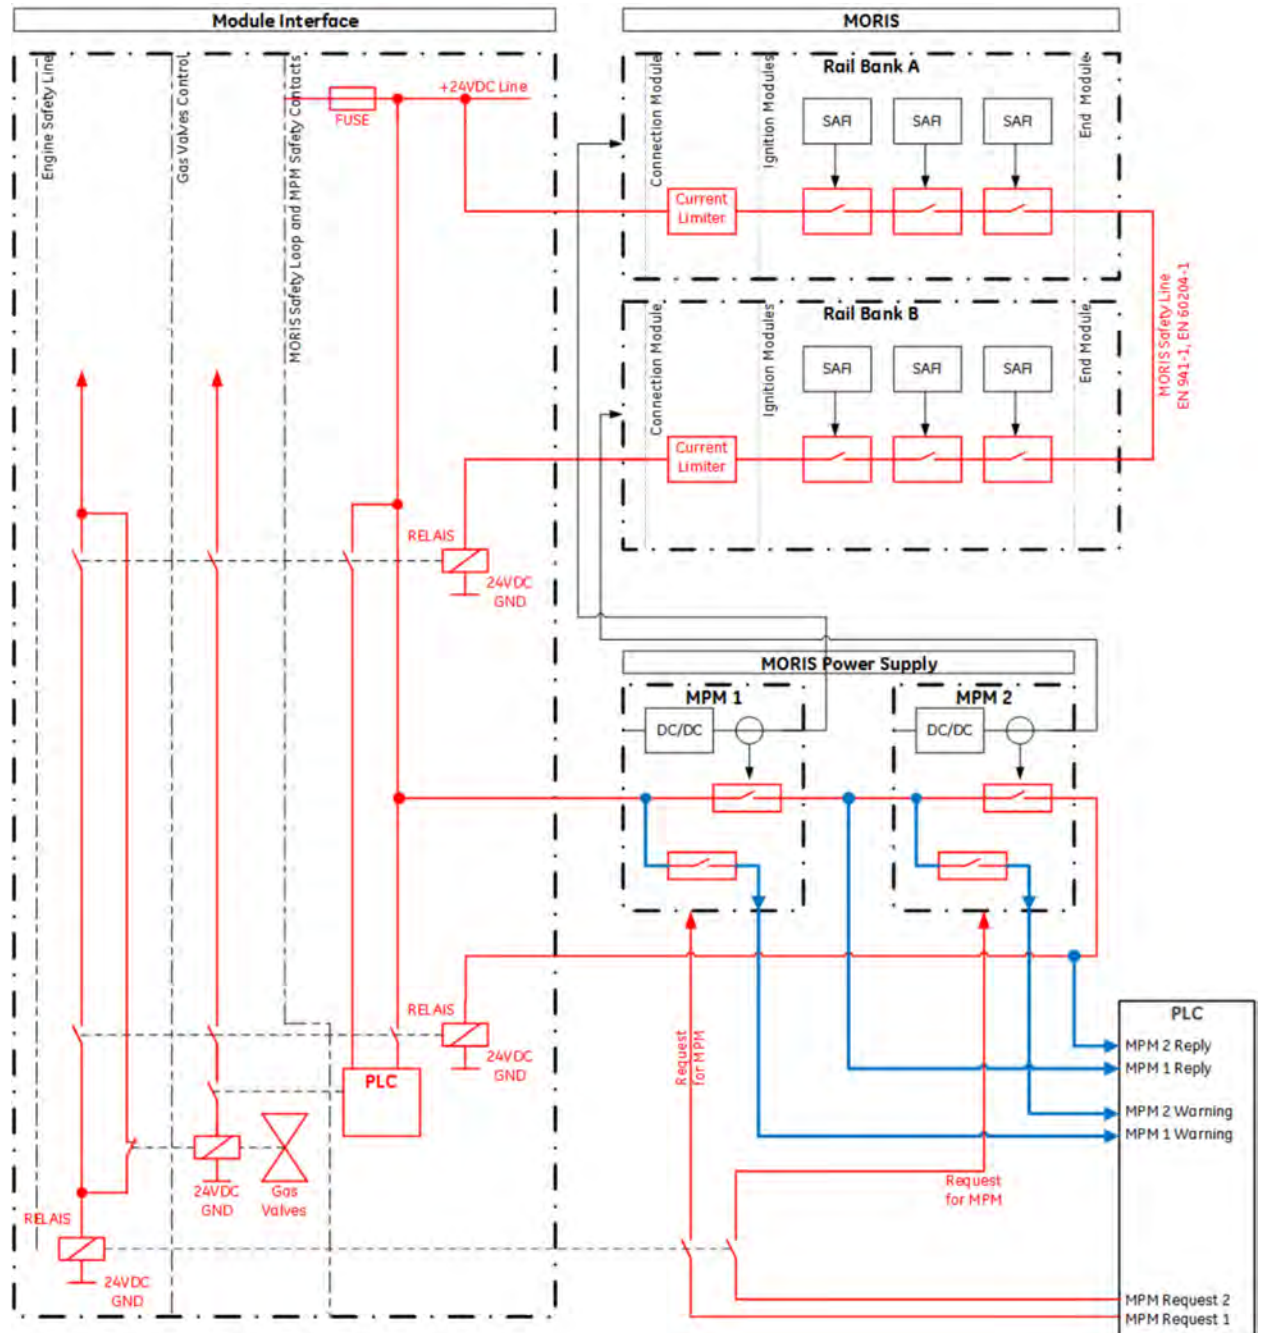 Module Interface
MORIS
Engine Safety Line
Gas Valves Control
MORIS Safety Loop and MPM Safety Contacts
+24VDC Line
FUSE
Rail Bank A
Connection Module
Ignition Modules
SAFI
SAFI
SAFI
End Module
Current
Limiter
MORIS Safety Line
EN 941-1, EN 60204-1
Rail Bank B
Connection Module
Ignition Modules
SAFI
SAFI
SAFI
End Module
Current
Limiter
RELAIS
24VDC
GND
MORIS Power Supply
MPM 1
MPM 2
DC/DC
DC/DC
RELAIS
24VDC
GND
PLC
Request
for MPM
PLC
MPM 2 Reply
MPM 1 Reply
MPM 2 Warning
MPM 1 Warning
Request
for MPM
24VDC
GND
Gas
Valves
RELAIS
24VDC
GND
MPM Request 2
MPM Request 1